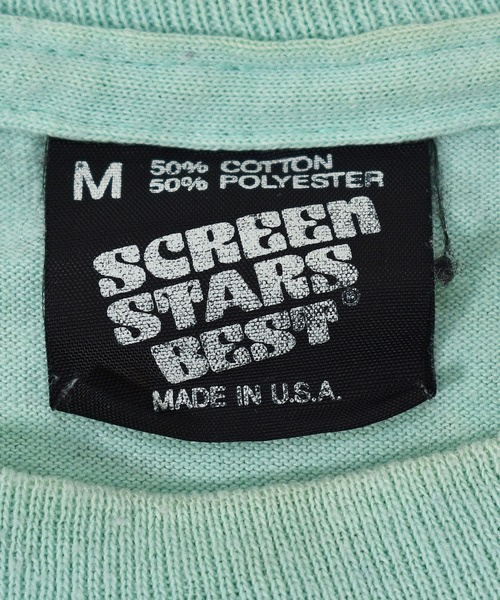 M 50% COTTON
50% POLYESTER
SCREEN
STARS
BEST®
MADE IN U.S.A.